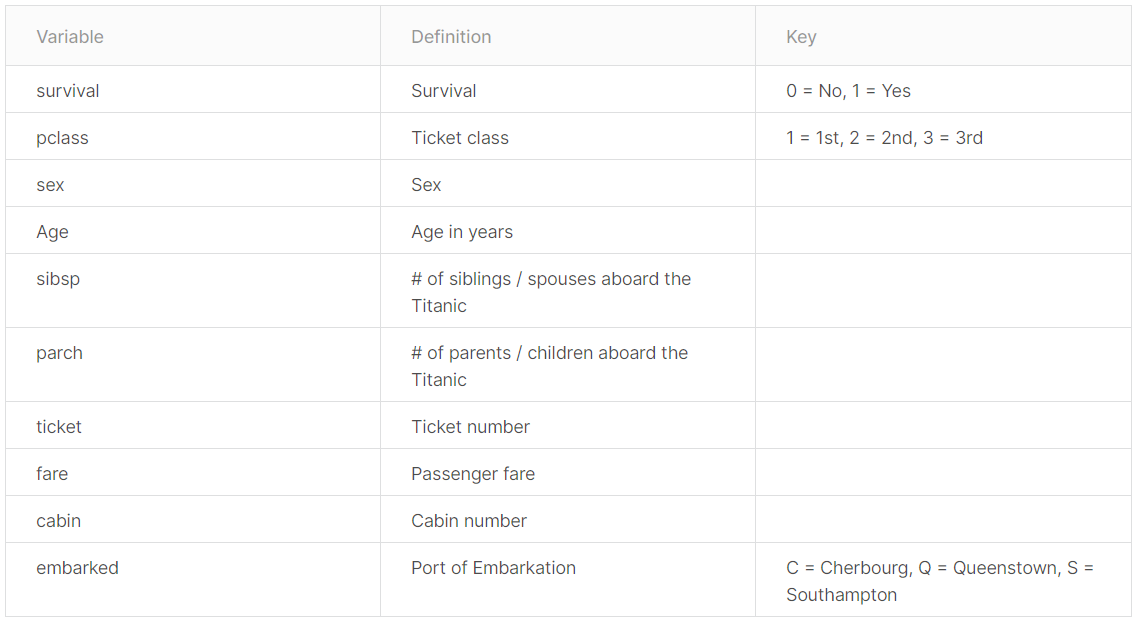 Variable Definition Key
survival Survival 0 = No, 1 = Yes
pclass Ticket class 1 = 1st, 2 = 2nd, 3 = 3rd
sex Sex
Age Age in years
sibsp # of siblings / spouses aboard the
Titanic
parch # of parents / children aboard the
Titanic
ticket Ticket number
fare Passenger fare
cabin Cabin number
embarked Port of Embarkation C = Cherbourg, Q = Queenstown, S =
Southampton